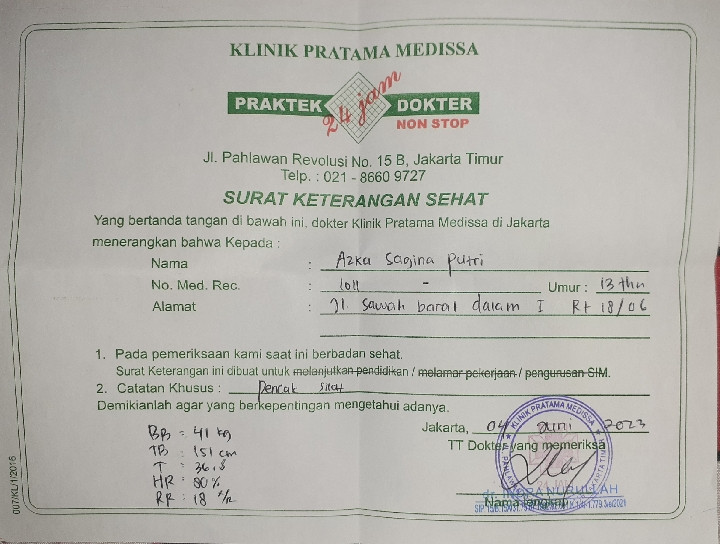 KLINIK PRATAMA MEDISSA
PRAKTEK 24 jam DOKTER
NON STOP
Jl. Pahlawan Revolusi No. 15 B, Jakarta Timur
Telp. : 021 - 8660 9727
SURAT KETERANGAN SEHAT
Yang bertanda tangan di bawah ini, dokter Klinik Pratama Medissa di Jakarta
menerangkan bahwa Kepada :
Nama : Azka Sagina putri
No. Med. Rec. : - Umur : 13 thn
Alamat : Jl. sawah barat dalam I Rt 18/06
1. Pada pemeriksaan kami saat ini berbadan sehat.
Surat Keterangan ini dibuat untuk melanjutkan pendidikan / melamar pekerjaan / pengurusan SIM.
2. Catatan Khusus : Pencak silat
Demikianlah agar yang berkepentingan mengetahui adanya.
Jakarta, 04 Juni 2023
TT Dokter yang memeriksa
BB = 41 kg
TB : 151 cm
T = 36.8
HR = 80 %
RR : 18 x/m
KLINIK PRATAMA MEDISSA
NURULLAH
Nama lengkap
007/KL/1/2016